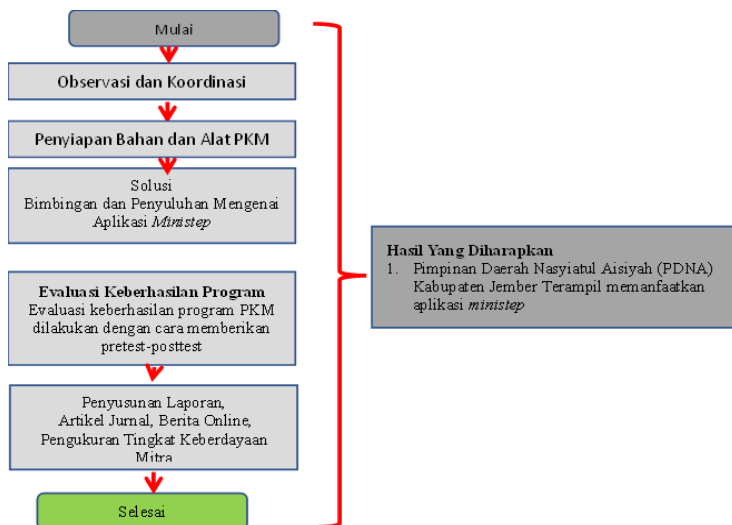 Mulai
Observasi dan Koordinasi
Penyiapan Bahan dan Alat PKM
Solusi
Bimbingan dan Penyuluhan Mengenai
Aplikasi Ministep
Evaluasi Keberhasilan Program
Evaluasi keberhasilan program PKM
dilakukan dengan cara memberikan
pretest-posttest
Penyusunan Laporan,
Artikel Jurnal, Berita Online,
Pengukuran Tingkat Keberdayaan
Mitra
Selesai
Hasil Yang Diharapkan
1. Pimpinan Daerah Nasyiatul Aisiyah (PDNA)
Kabupaten Jember Terampil memanfaatkan
aplikasi ministep